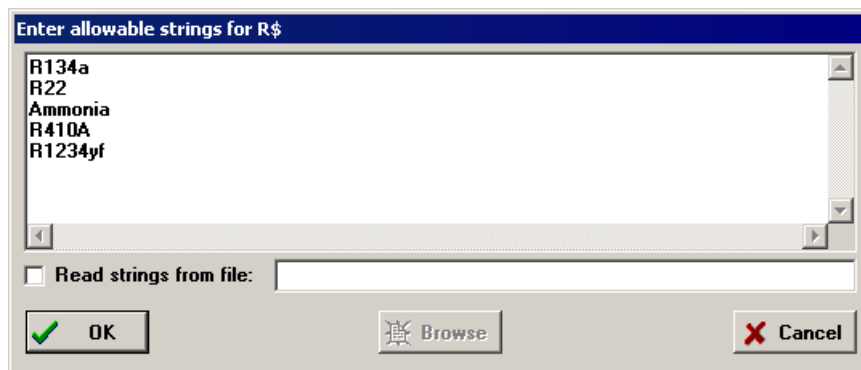 Enter allowable strings for R$
R134a
R22
Ammonia
R410A
R1234yf
Read strings from file:
OK
Browse
Cancel